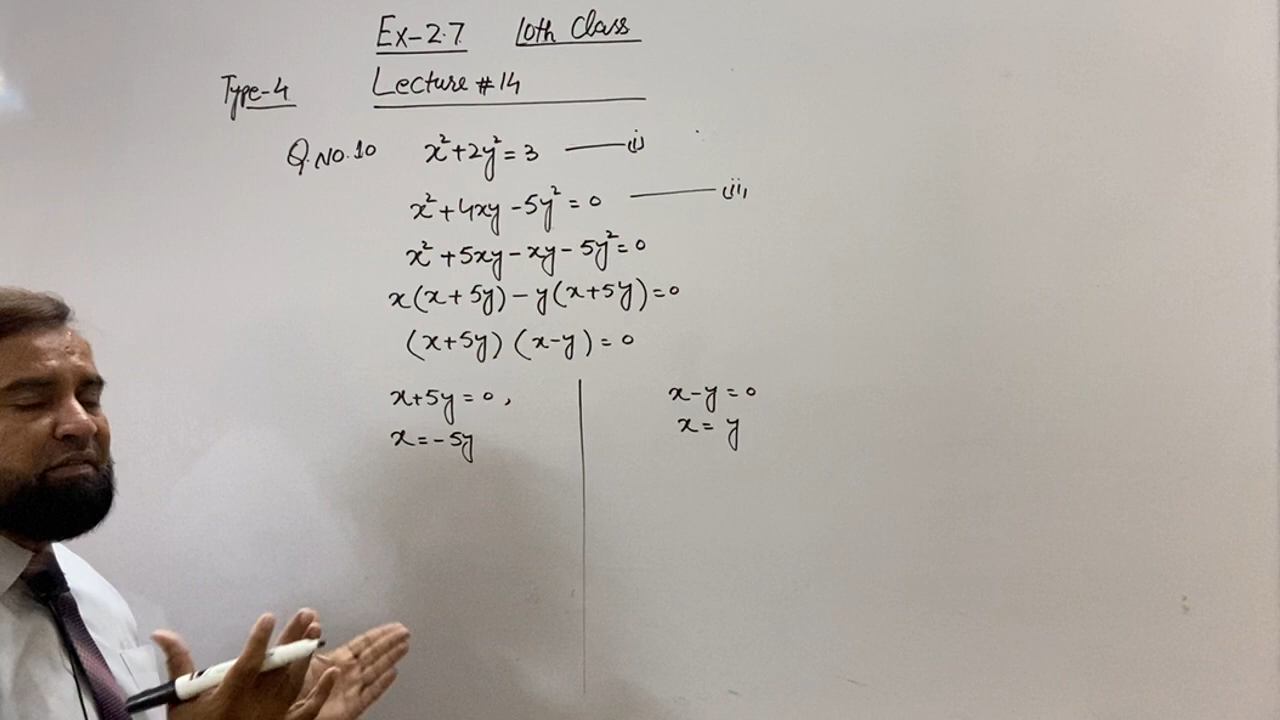 Ex-2.7 10th Class
Type-4 Lecture #14
Q.No.10 x²+2y²=3 ——(i)
x²+4xy-5y²=0 ——(ii)
x²+5xy-xy-5y²=0
x(x+5y)-y(x+5y)=0
(x+5y)(x-y)=0
x+5y=0, x-y=0
x=-5y x=y